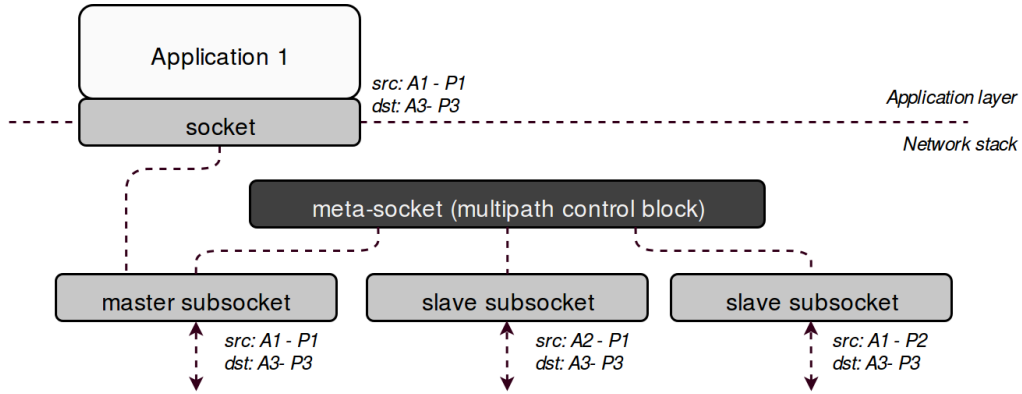 Application 1
src: A1 - P1
dst: A3- P3
Application layer
socket
Network stack
meta-socket (multipath control block)
master subsocket
slave subsocket
slave subsocket
src: A1 - P1
dst: A3- P3
src: A2 - P1
dst: A3- P3
src: A1 - P2
dst: A3- P3